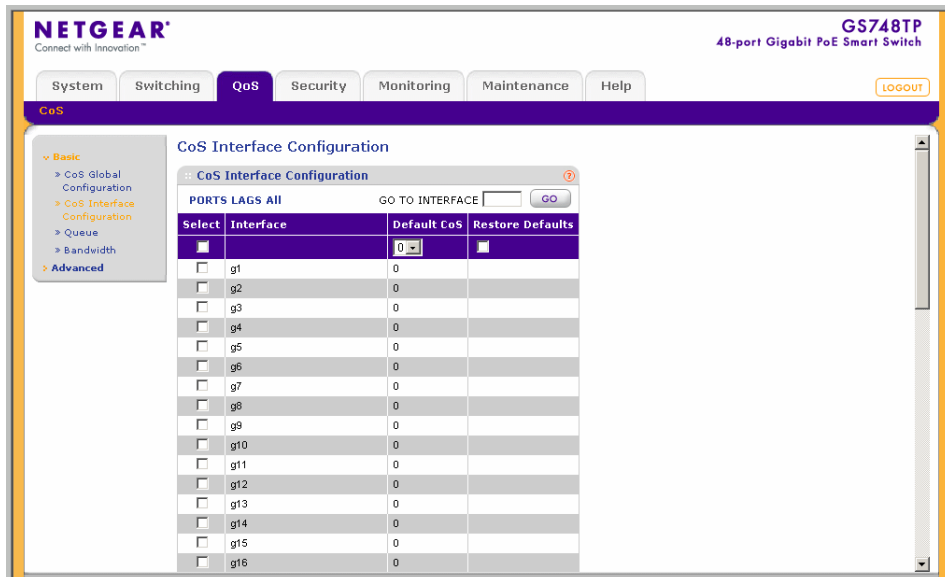 NETGEAR®
Connect with Innovation™
GS748TP
48-port Gigabit PoE Smart Switch
System Switching QoS Security Monitoring Maintenance Help LOGOUT
CoS
Basic
» CoS Global
Configuration
» CoS Interface
Configuration
» Queue
» Bandwidth
> Advanced
CoS Interface Configuration
:: CoS Interface Configuration ?
PORTS LAGS All GO TO INTERFACE GO
Select Interface Default CoS Restore Defaults
0
g1 0
g2 0
g3 0
g4 0
g5 0
g6 0
g7 0
g8 0
g9 0
g10 0
g11 0
g12 0
g13 0
g14 0
g15 0
g16 0